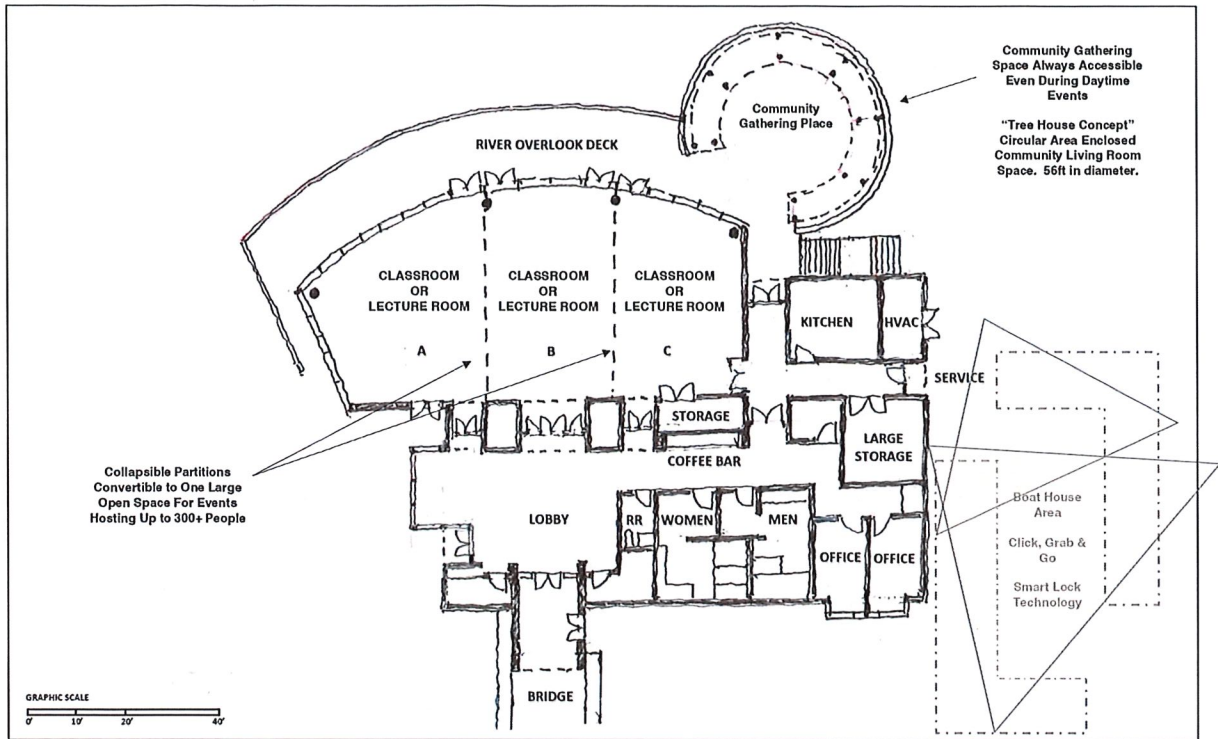 Community Gathering
Space Always Accessible
Even During Daytime
Events
"Tree House Concept"
Circular Area Enclosed
Community Living Room
Space. 56ft in diameter.
Community
Gathering Place
RIVER OVERLOOK DECK
CLASSROOM
OR
LECTURE ROOM
A
CLASSROOM
OR
LECTURE ROOM
B
CLASSROOM
OR
LECTURE ROOM
C
KITCHEN
HVAC
SERVICE
STORAGE
LARGE
STORAGE
COFFEE BAR
Collapsible Partitions
Convertible to One Large
Open Space For Events
Hosting Up to 300+ People
LOBBY
RR
WOMEN
MEN
OFFICE
OFFICE
Boat House
Area
Click, Grab &
Go
Smart Lock
Technology
BRIDGE
GRAPHIC SCALE
0' 10' 20' 40'